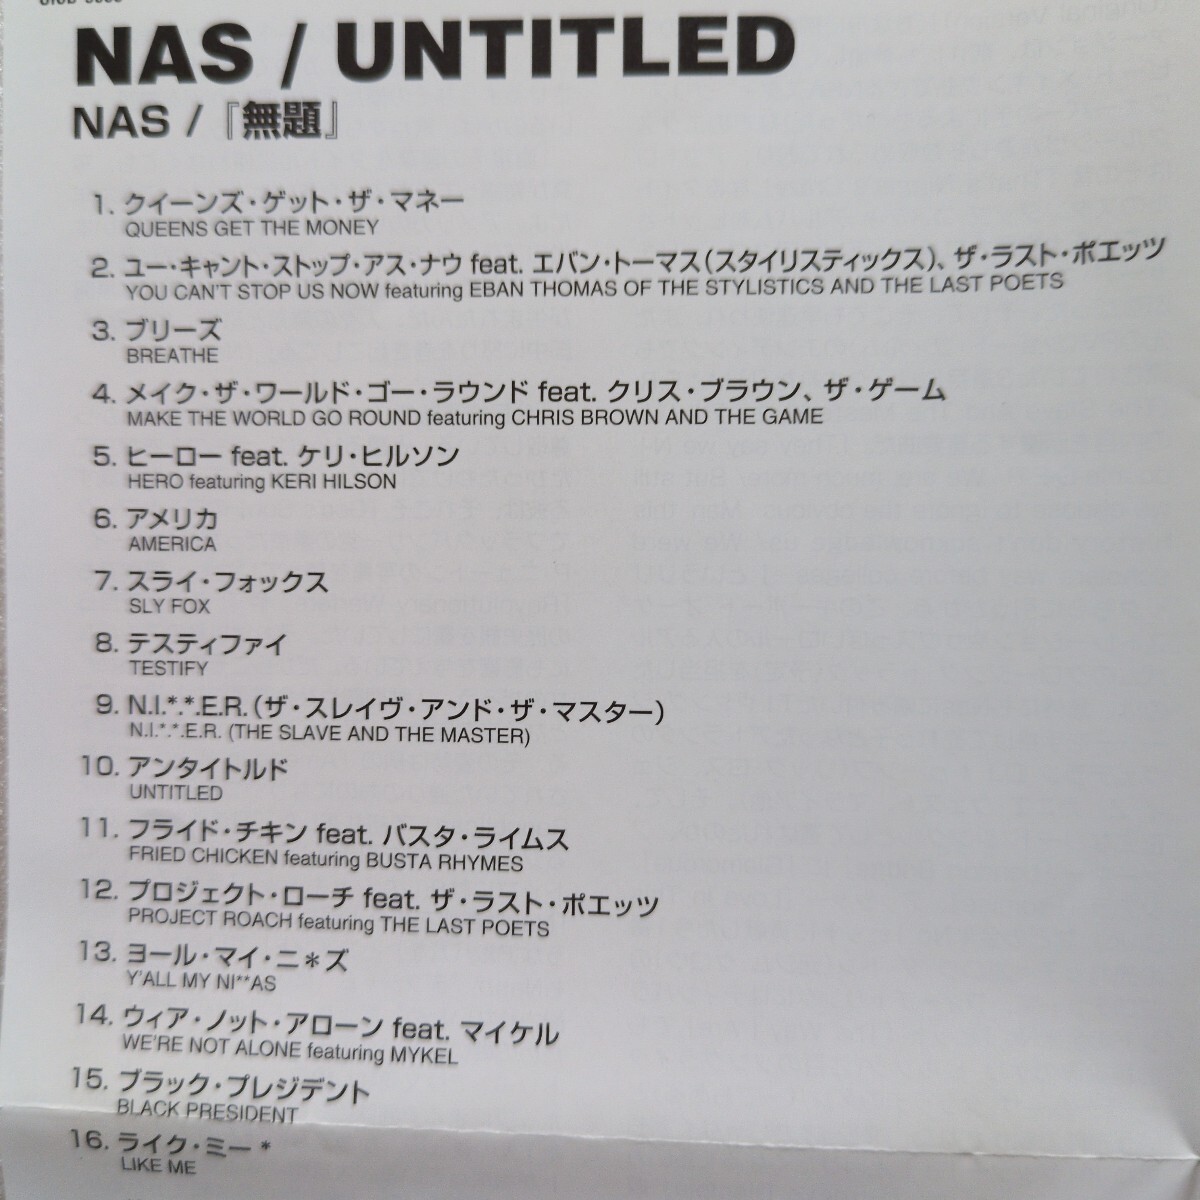 NAS / UNTITLED
NAS / 『無題』
1. クイーンズ・ゲット・ザ・マネー
QUEENS GET THE MONEY
2. ユー・キャント・ストップ・アス・ナウ feat. エバン・トーマス(スタイリスティックス)、ザ・ラスト・ポエッツ
YOU CAN'T STOP US NOW featuring EBAN THOMAS OF THE STYLISTICS AND THE LAST POETS
3. ブリーズ
BREATHE
4. メイク・ザ・ワールド・ゴー・ラウンド feat. クリス・ブラウン、ザ・ゲーム
MAKE THE WORLD GO ROUND featuring CHRIS BROWN AND THE GAME
5. ヒーロー feat. ケリ・ヒルソン
HERO featuring KERI HILSON
6. アメリカ
AMERICA
7. スライ・フォックス
SLY FOX
8. テスティファイ
TESTIFY
9. N.I.*.*.E.R.(ザ・スレイヴ・アンド・ザ・マスター)
N.I.*.*.E.R. (THE SLAVE AND THE MASTER)
10. アンタイトルド
UNTITLED
11. フライド・チキン feat. バスタ・ライムス
FRIED CHICKEN featuring BUSTA RHYMES
12. プロジェクト・ローチ feat. ザ・ラスト・ポエッツ
PROJECT ROACH featuring THE LAST POETS
13. ヨール・マイ・ニ*ズ
Y'ALL MY NI**AS
14. ウィア・ノット・アローン feat. マイケル
WE'RE NOT ALONE featuring MYKEL
15. ブラック・プレジデント
BLACK PRESIDENT
16. ライク・ミー *
LIKE ME